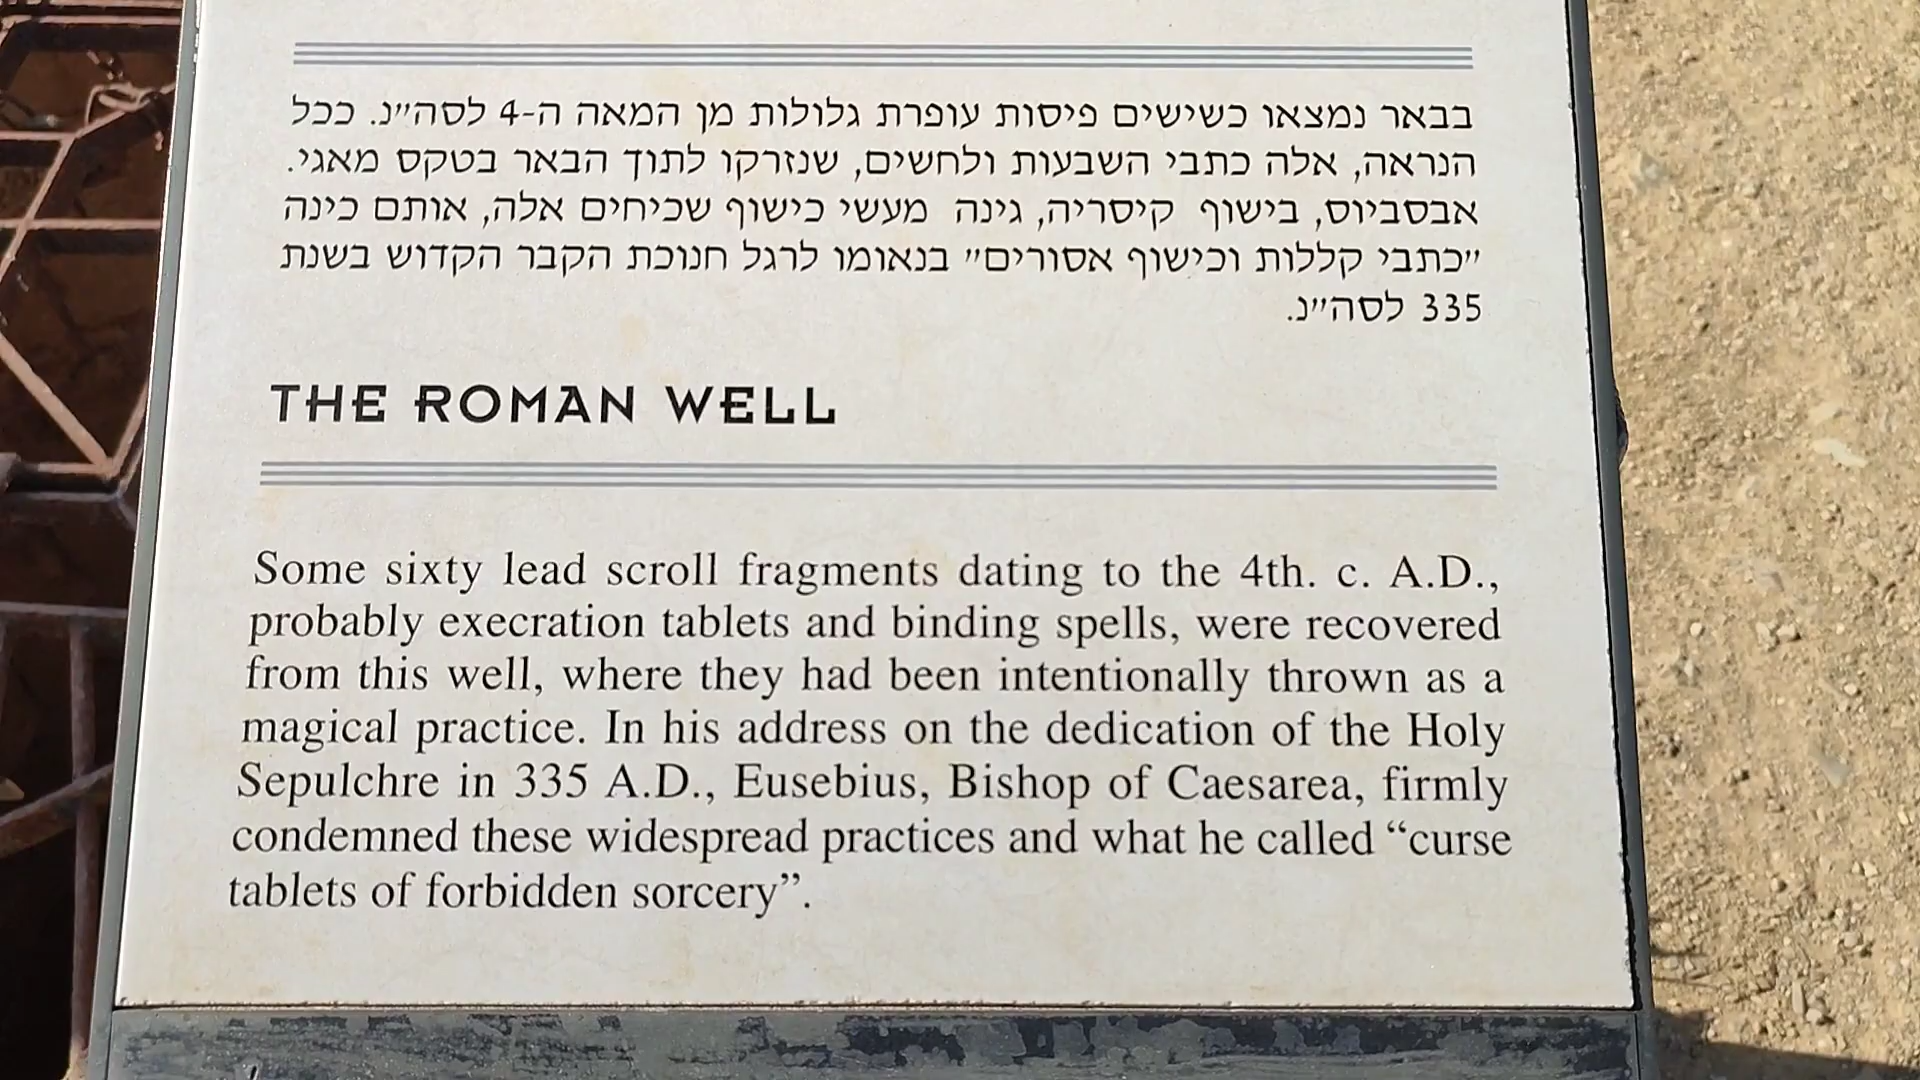 בבאר נמצאו כשישים פיסות עופרת גלולות מן המאה ה-4 לסה״נ. ככל
הנראה, אלה כתבי השבעות ולחשים, שנזרקו לתוך הבאר בטקס מאגי.
אבסביוס, בישוף קיסריה, גינה מעשי כישוף שכיחים אלה, אותם כינה
״כתבי קללות וכישוף אסורים״ בנאומו לרגל חנוכת הקבר הקדוש בשנת
335 לסה״נ.
THE ROMAN WELL
Some sixty lead scroll fragments dating to the 4th. c. A.D.,
probably execration tablets and binding spells, were recovered
from this well, where they had been intentionally thrown as a
magical practice. In his address on the dedication of the Holy
Sepulchre in 335 A.D., Eusebius, Bishop of Caesarea, firmly
condemned these widespread practices and what he called “curse
tablets of forbidden sorcery”.